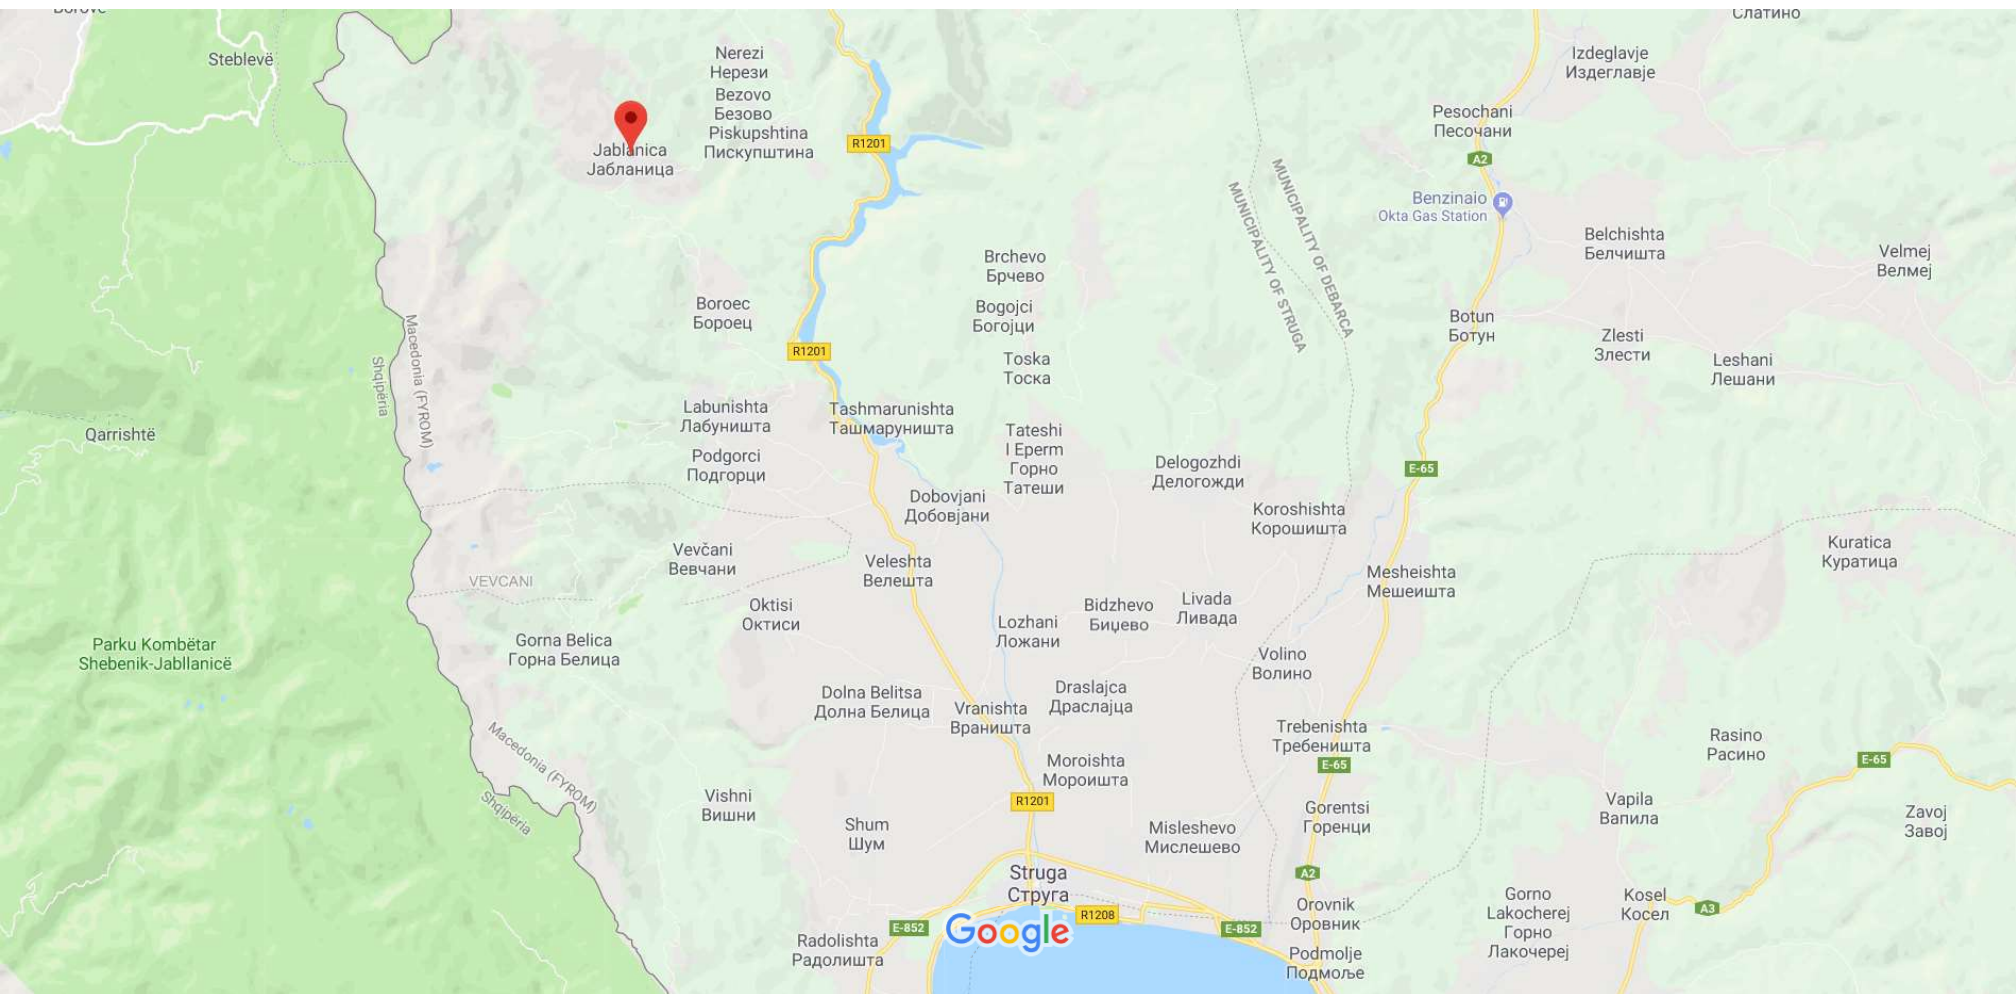 Steblevë
Nerezi
Нерези
Bezovo
Безово
Piskupshtina
Пискупштина
Jablanica
Јабланица
R1201
Слатино
Izdeglavje
Издеглавје
Pesochani
Песочани
A2
Benzinaio
Okta Gas Station
MUNICIPALITY OF DEBARCA
MUNICIPALITY OF STRUGA
Belchishta
Белчишта
Velmej
Велмеј
Brchevo
Брчево
Boroec
Бороец
Bogojci
Богојци
Botun
Ботун
Zlesti
Злести
Leshani
Лешани
R1201
Toska
Тоска
Macedonia (FYROM)
Shqipëria
Qarrishtë
Labunishta
Лабуништа
Tashmarunishta
Ташмаруништа
Tateshi
I Eperm
Горно
Татеши
Podgorci
Подгорци
Delogozhdi
Делогожди
E-65
Dobovjani
Добовјани
Koroshishta
Корошишта
Kuratica
Куратица
Vevčani
Вевчани
Veleshta
Велешта
VEVCANI
Mesheishta
Мешеишта
Oktisi
Октиси
Bidzhevo
Биџево
Livada
Ливада
Lozhani
Ложани
Gorna Belica
Горна Белица
Parku Kombëtar
Shebenik-Jabllanicë
Volino
Волино
Dolna Belitsa
Долна Белица
Draslajca
Драслајца
Vranishta
Враништа
Trebenishta
Требеништа
E-65
Rasino
Расино
E-65
Macedonia (FYROM)
Shqipëria
Moroishta
Мороишта
R1201
Vishni
Вишни
Gorentsi
Горенци
Vapila
Вапила
Zavoj
Завој
Shum
Шум
Misleshevo
Мислешево
Struga
Струга
A2
R1208
E-852
Google
E-852
Orovnik
Оровник
Gorno
Lakocherej
Горно
Лакочереј
Kosel
Косел
A3
Radolishta
Радолишта
Podmolje
Подмоље